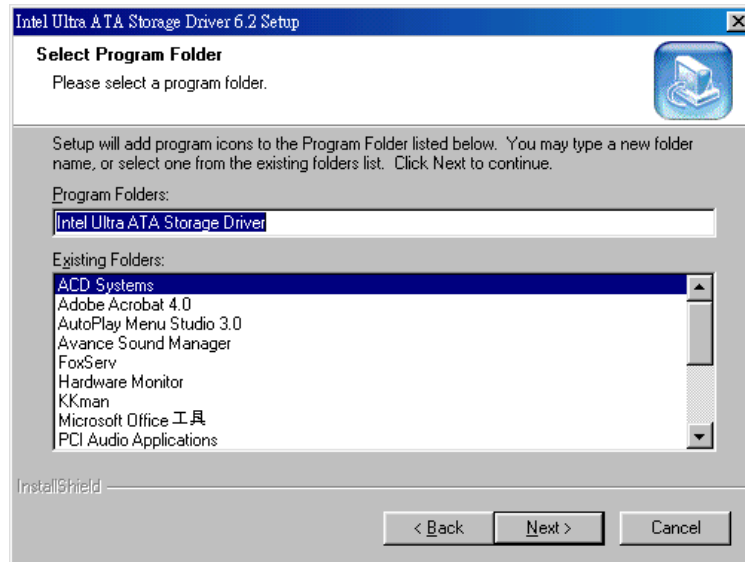 Intel Ultra ATA Storage Driver 6.2 Setup
Select Program Folder
Please select a program folder.
Setup will add program icons to the Program Folder listed below. You may type a new folder
name, or select one from the existing folders list. Click Next to continue.
Program Folders:
Intel Ultra ATA Storage Driver
Existing Folders:
ACD Systems
Adobe Acrobat 4.0
AutoPlay Menu Studio 3.0
Avance Sound Manager
FoxServ
Hardware Monitor
KKman
Microsoft Office 工具
PCI Audio Applications
InstallShield
< Back Next > Cancel